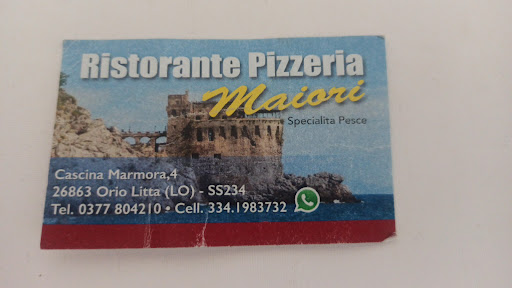 Ristorante Pizzeria
Maiori
Specialita Pesce
Cascina Marmora,4
26863 Orio Litta (LO) - SS234
Tel. 0377 804210 • Cell. 334.1983732